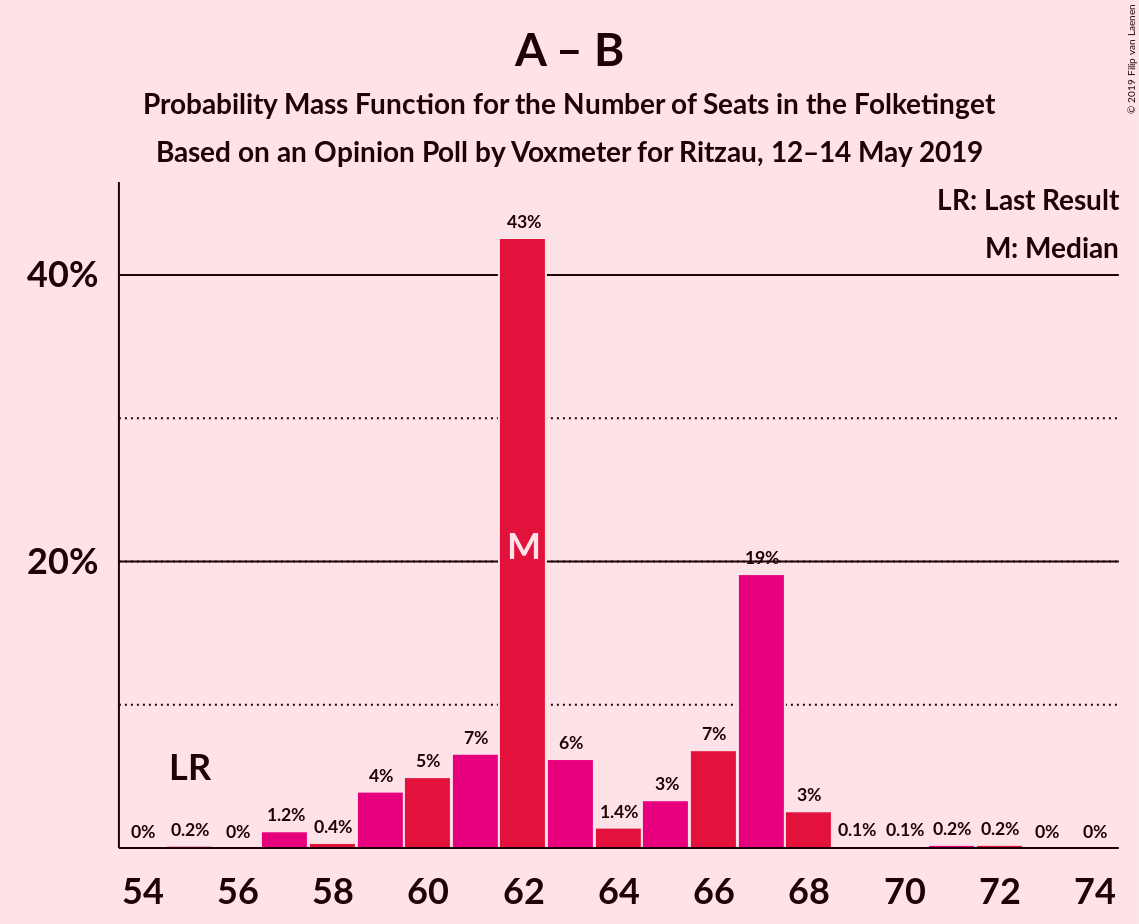 A – B
Probability Mass Function for the Number of Seats in the Folketinget
Based on an Opinion Poll by Voxmeter for Ritzau, 12–14 May 2019
© 2019 Filip van Laenen
LR: Last Result
M: Median
40%
20%
LR
M
0%
0.2%
0%
1.2%
0.4%
4%
5%
7%
43%
6%
1.4%
3%
7%
19%
3%
0.1%
0.1%
0.2%
0.2%
0%
0%
54 56 58 60 62 64 66 68 70 72 74